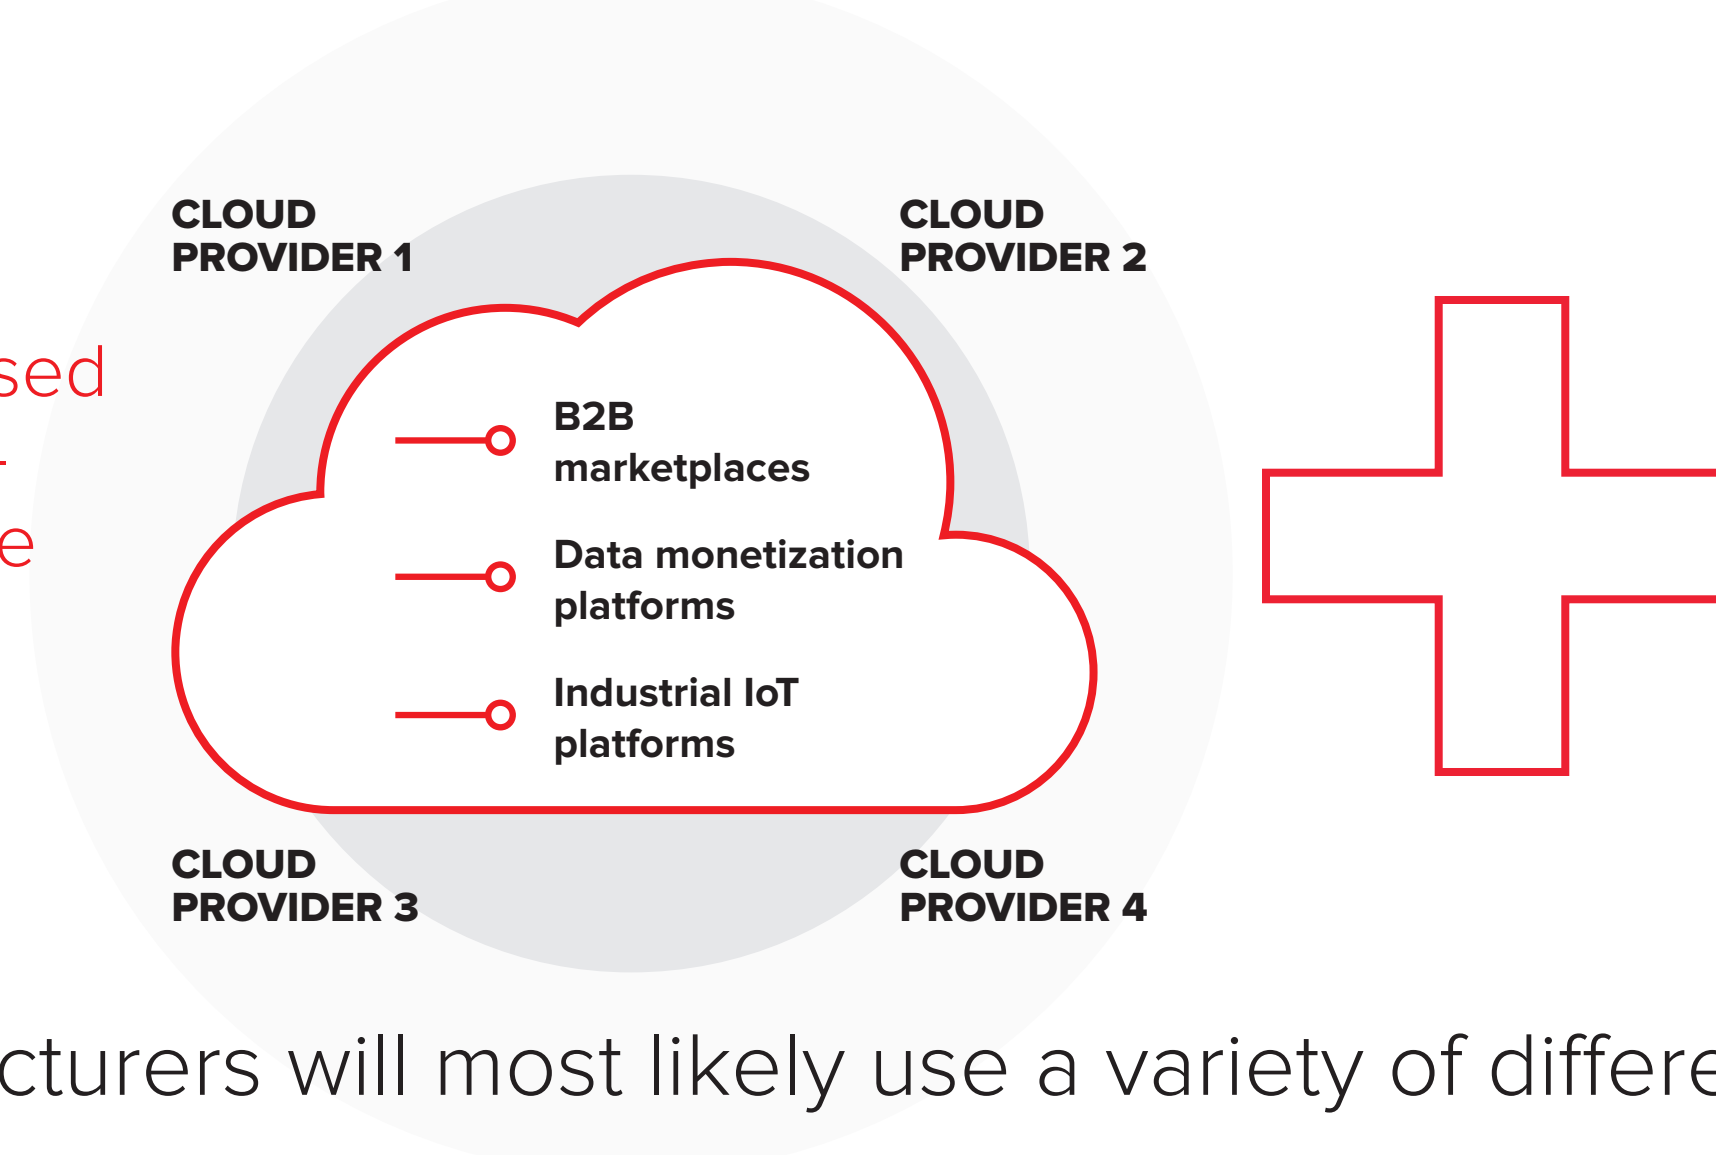 CLOUD
PROVIDER 1
CLOUD
PROVIDER 2
sed
e
B2B
marketplaces
Data monetization
platforms
Industrial IoT
platforms
CLOUD
PROVIDER 3
CLOUD
PROVIDER 4
cturers will most likely use a variety of differe